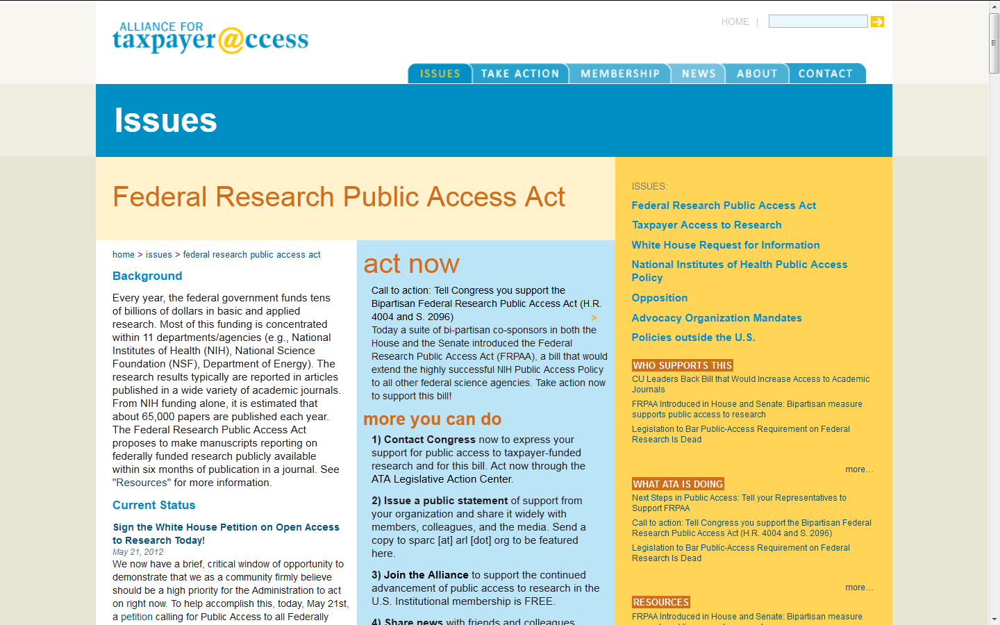 ALLIANCE FOR
taxpayer@ccess
HOME |
ISSUES TAKE ACTION MEMBERSHIP NEWS ABOUT CONTACT
Issues
Federal Research Public Access Act
home > issues > federal research public access act
Background
Every year, the federal government funds tens
of billions of dollars in basic and applied
research. Most of this funding is concentrated
within 11 departments/agencies (e.g., National
Institutes of Health (NIH), National Science
Foundation (NSF), Department of Energy). The
research results typically are reported in articles
published in a wide variety of academic journals.
From NIH funding alone, it is estimated that
about 65,000 papers are published each year.
The Federal Research Public Access Act
proposes to make manuscripts reporting on
federally funded research publicly available
within six months of publication in a journal. See
"Resources" for more information.
Current Status
Sign the White House Petition on Open Access
to Research Today!
May 21, 2012
We now have a brief, critical window of opportunity to
demonstrate that we as a community firmly believe
should be a high priority for the Administration to act
on right now. To help accomplish this, today, May 21st,
a petition calling for Public Access to all Federally
act now
Call to action: Tell Congress you support the
Bipartisan Federal Research Public Access Act (H.R.
4004 and S. 2096) >
Today a suite of bi-partisan co-sponsors in both the
House and the Senate introduced the Federal
Research Public Access Act (FRPAA), a bill that would
extend the highly successful NIH Public Access Policy
to all other federal science agencies. Take action now
to support this bill!
more you can do
1) Contact Congress now to express your
support for public access to taxpayer-funded
research and for this bill. Act now through the
ATA Legislative Action Center.
2) Issue a public statement of support from
your organization and share it widely with
members, colleagues, and the media. Send a
copy to sparc [at] arl [dot] org to be featured
here.
3) Join the Alliance to support the continued
advancement of public access to research in the
U.S. Institutional membership is FREE.
4) Share news with friends and colleagues
ISSUES:
Federal Research Public Access Act
Taxpayer Access to Research
White House Request for Information
National Institutes of Health Public Access
Policy
Opposition
Advocacy Organization Mandates
Policies outside the U.S.
WHO SUPPORTS THIS
CU Leaders Back Bill that Would Increase Access to Academic
Journals
FRPAA Introduced in House and Senate: Bipartisan measure
supports public access to research
Legislation to Bar Public-Access Requirement on Federal
Research Is Dead
more...
WHAT ATA IS DOING
Next Steps in Public Access: Tell your Representatives to
Support FRPAA
Call to action: Tell Congress you support the Bipartisan Federal
Research Public Access Act (H.R. 4004 and S. 2096)
Legislation to Bar Public-Access Requirement on Federal
Research Is Dead
more...
RESOURCES
FRPAA Introduced in House and Senate: Bipartisan measure